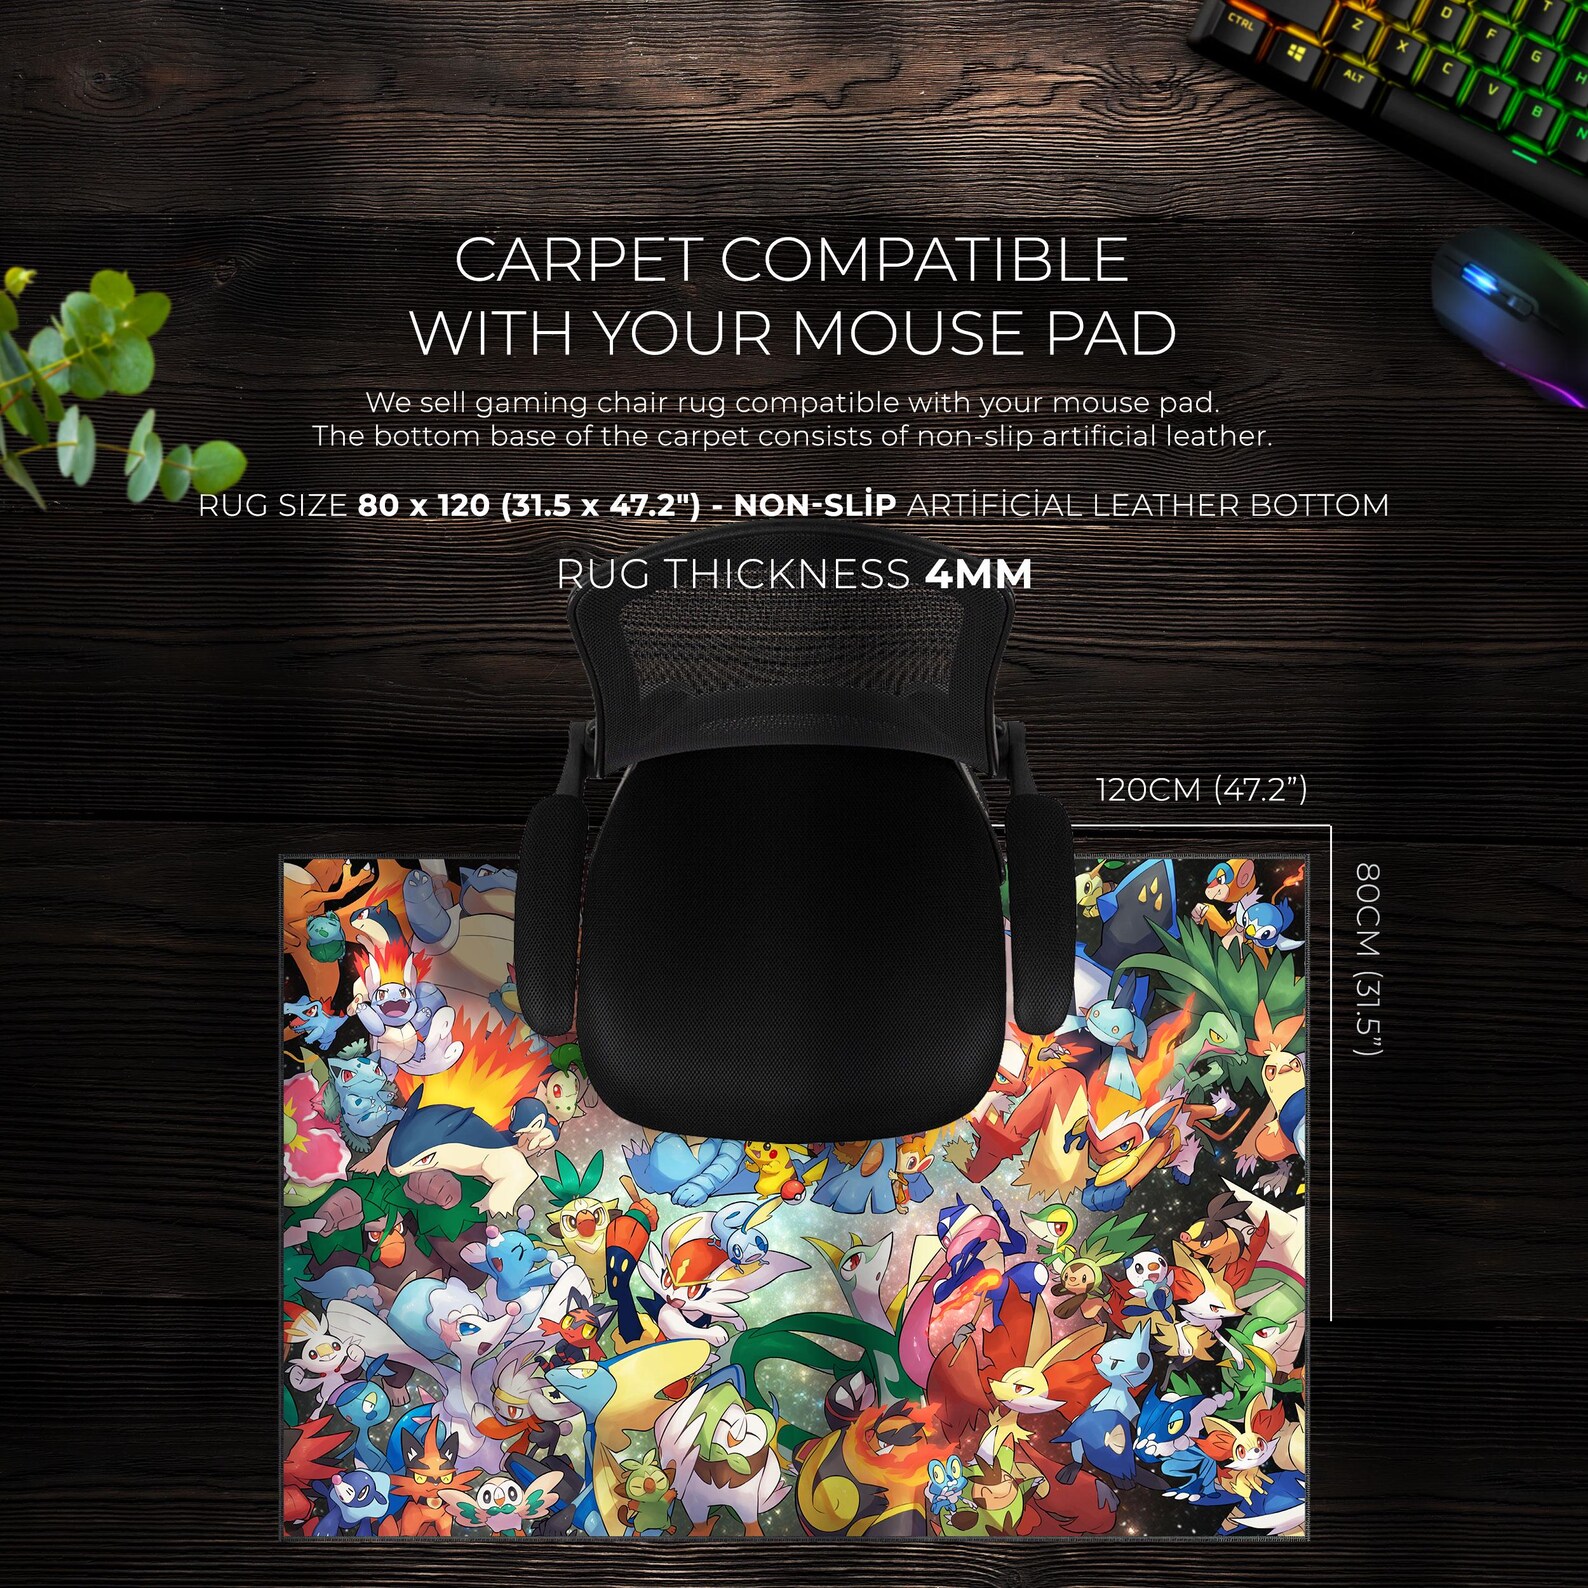 CTRL
ALT
Z
X
C
V
B
N
D
F
G
H
T
CARPET COMPATIBLE
WITH YOUR MOUSE PAD
We sell gaming chair rug compatible with your mouse pad.
The bottom base of the carpet consists of non-slip artificial leather.
RUG SIZE 80 x 120 (31.5 x 47.2") - NON-SLİP ARTİFİCİAL LEATHER BOTTOM
RUG THICKNESS 4MM
120CM (47.2”)
80CM (31.5”)